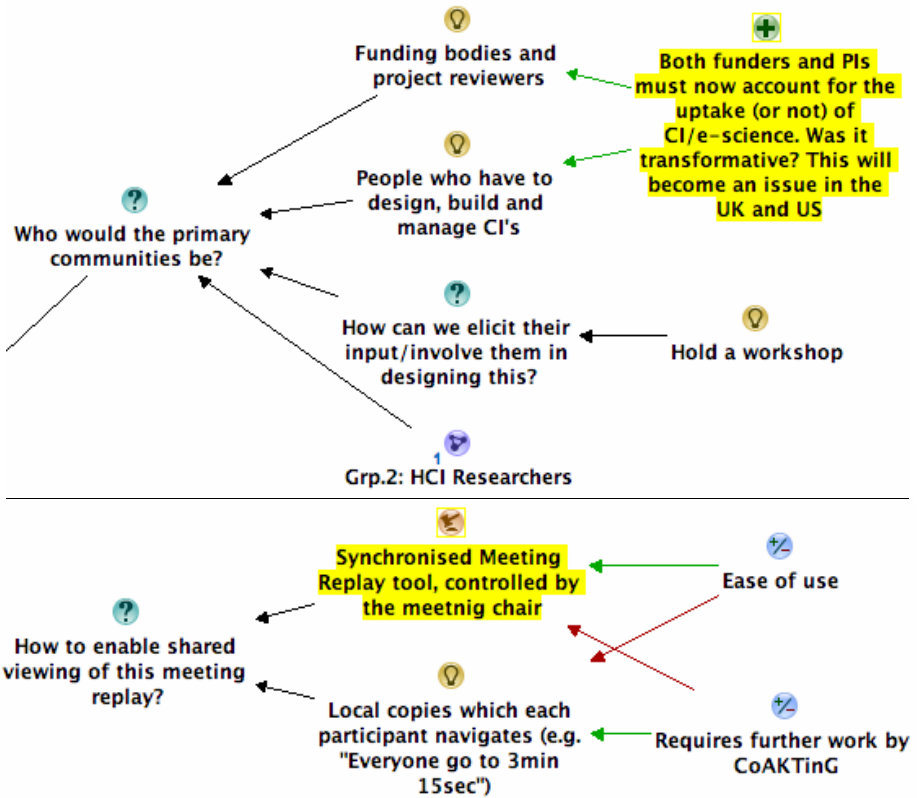 Funding bodies and
project reviewers
Both funders and PIs
must now account for the
uptake (or not) of
CI/e-science. Was it
transformative? This will
become an issue in the
UK and US
People who have to
design, build and
manage CI's
Who would the primary
communities be?
How can we elicit their
input/involve them in
designing this?
Hold a workshop
1
Grp.2: HCI Researchers
Synchronised Meeting
Replay tool, controlled by
the meetnig chair
Ease of use
How to enable shared
viewing of this meeting
replay?
Local copies which each
participant navigates (e.g.
"Everyone go to 3min
15sec")
Requires further work by
CoAKTinG